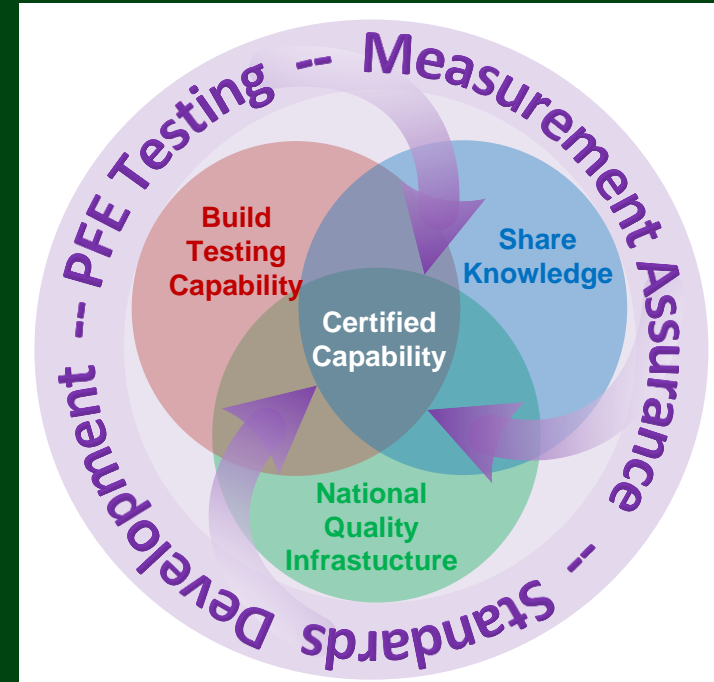 PFE Testing -- Measurement Assurance -- Standards Development --
Build
Testing
Capability
Share
Knowledge
Certified
Capability
National
Quality
Infrastucture